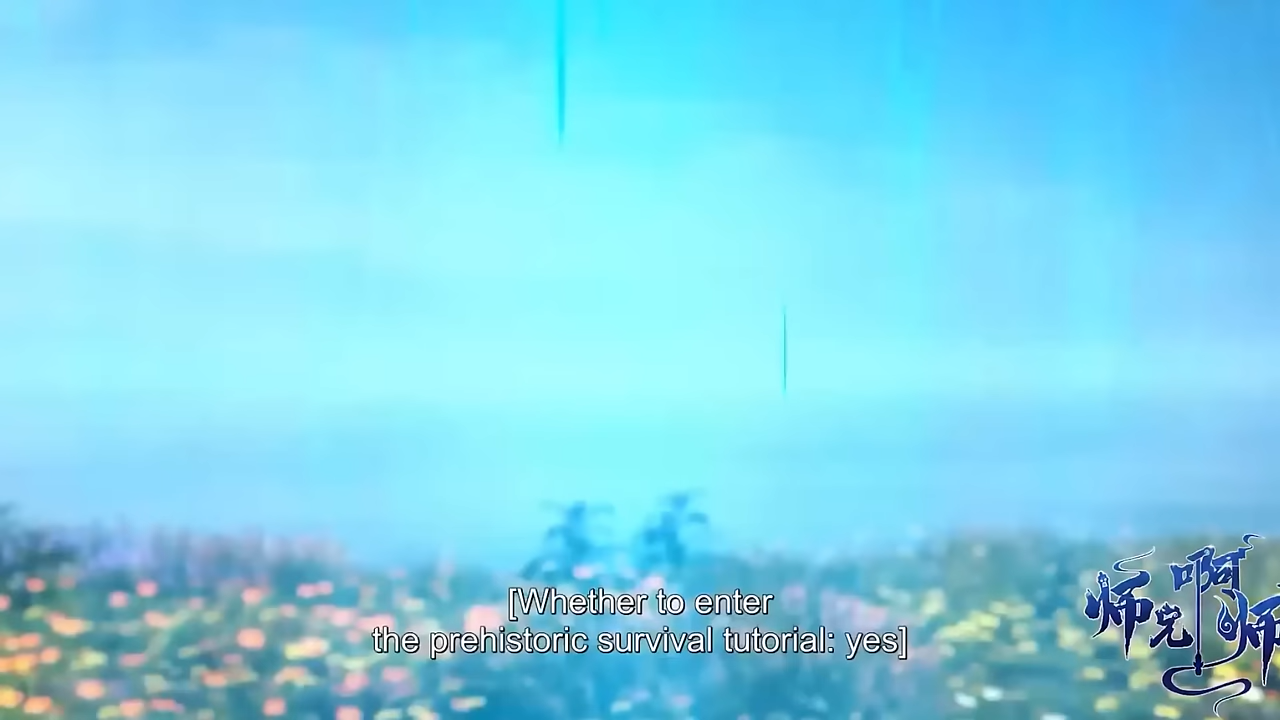 [Whether to enter
the prehistoric survival tutorial: yes]
师兄啊师